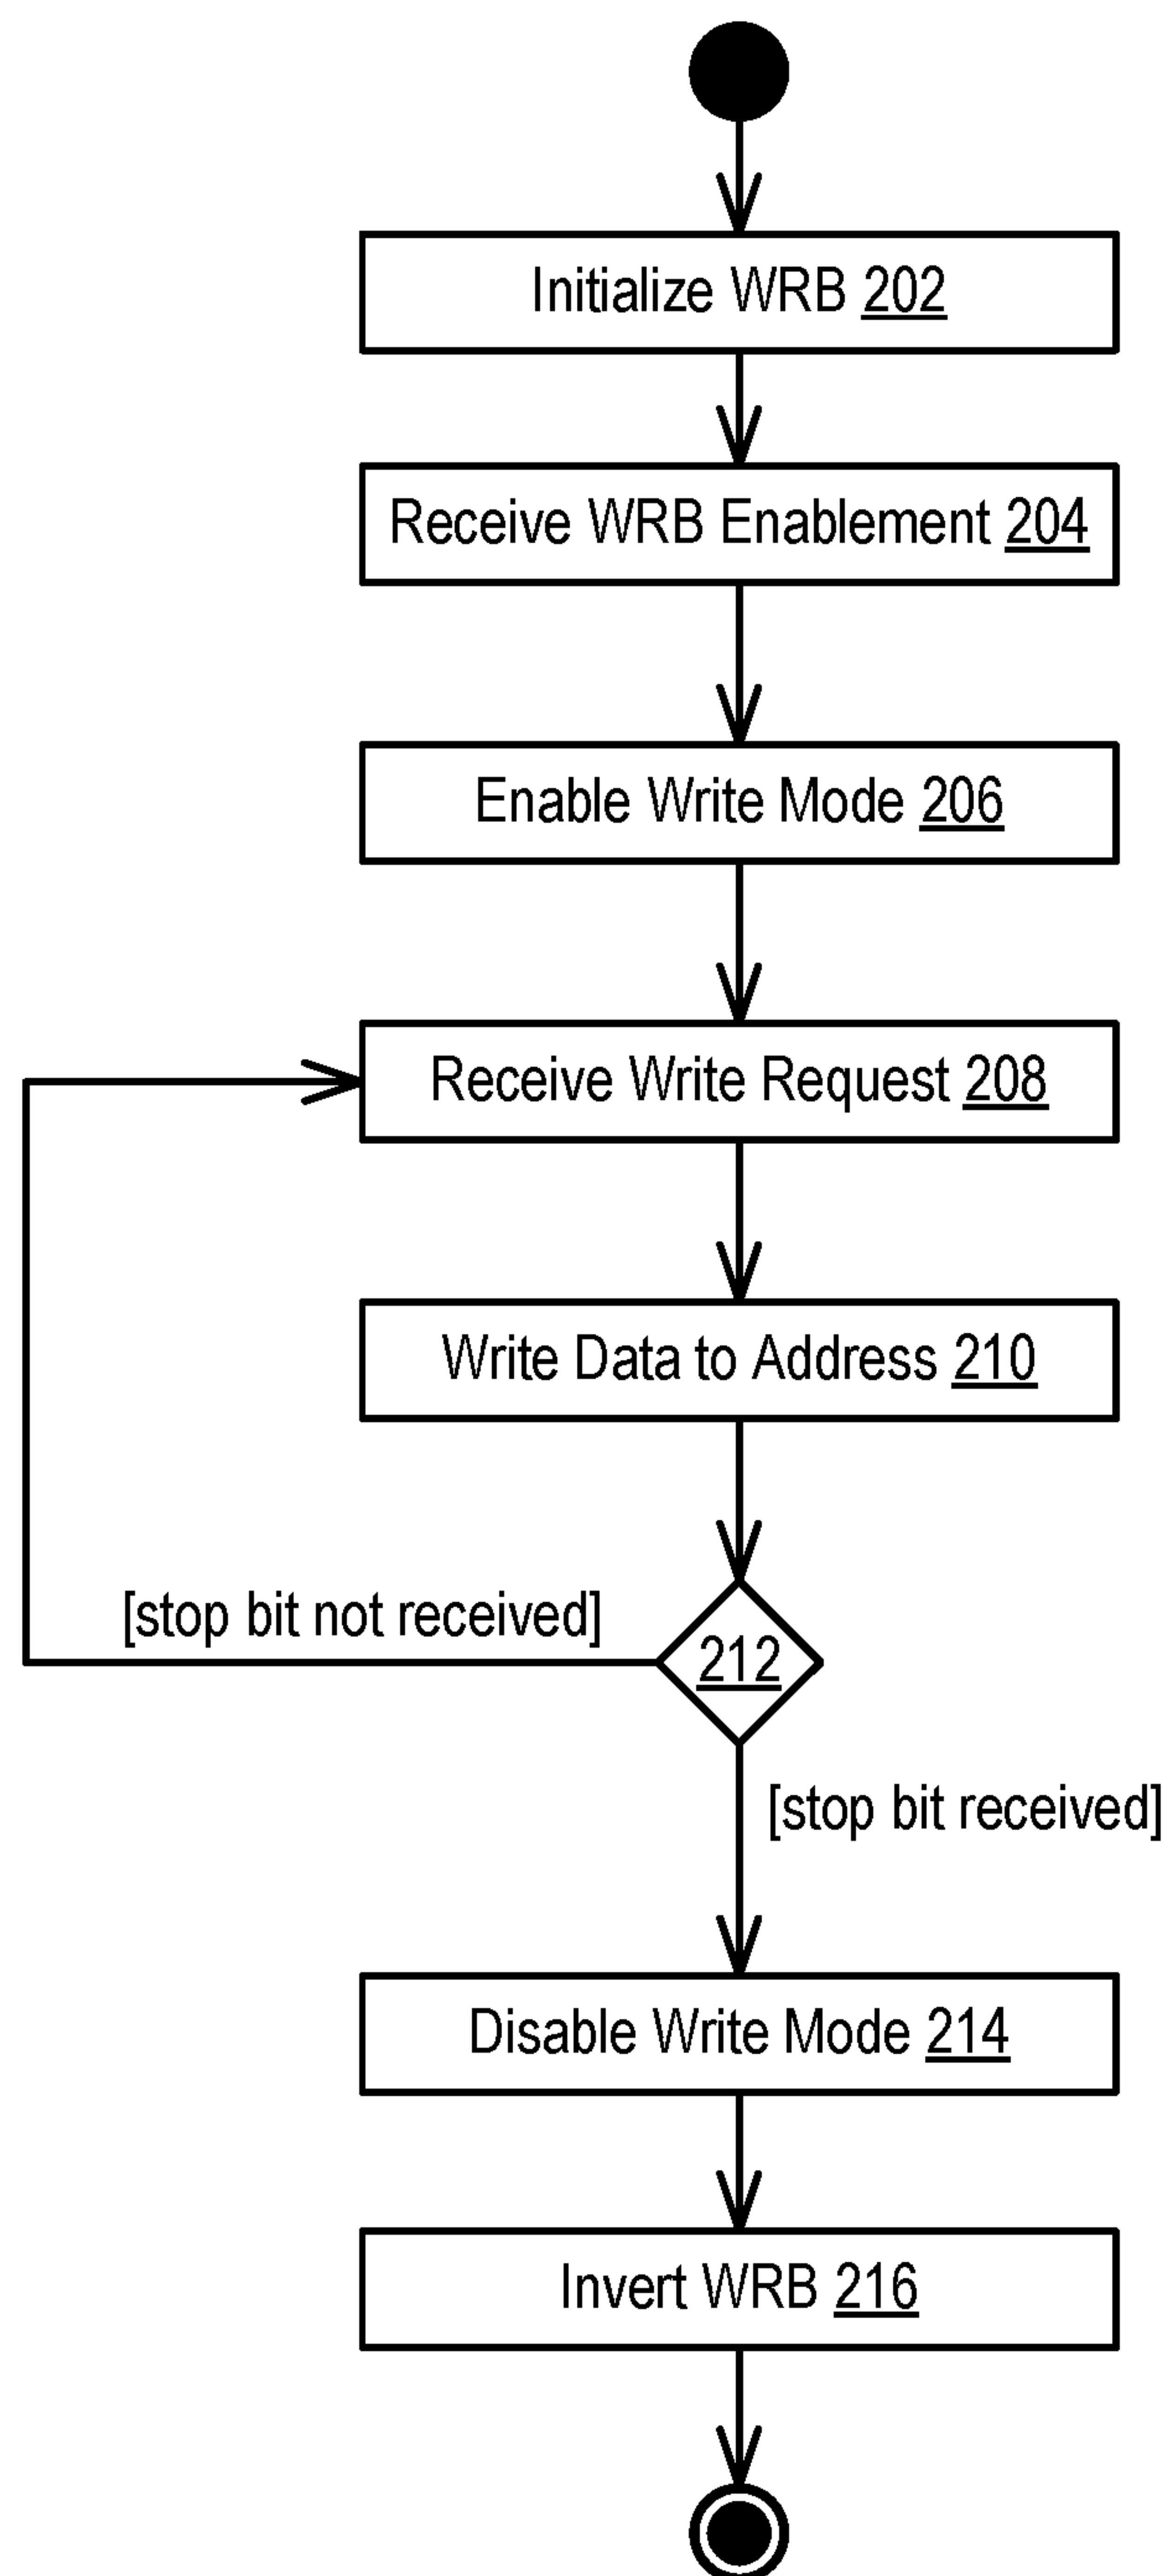 Initialize WRB 202
Receive WRB Enablement 204
Enable Write Mode 206
Receive Write Request 208
Write Data to Address 210
[stop bit not received]
212
[stop bit received]
Disable Write Mode 214
Invert WRB 216